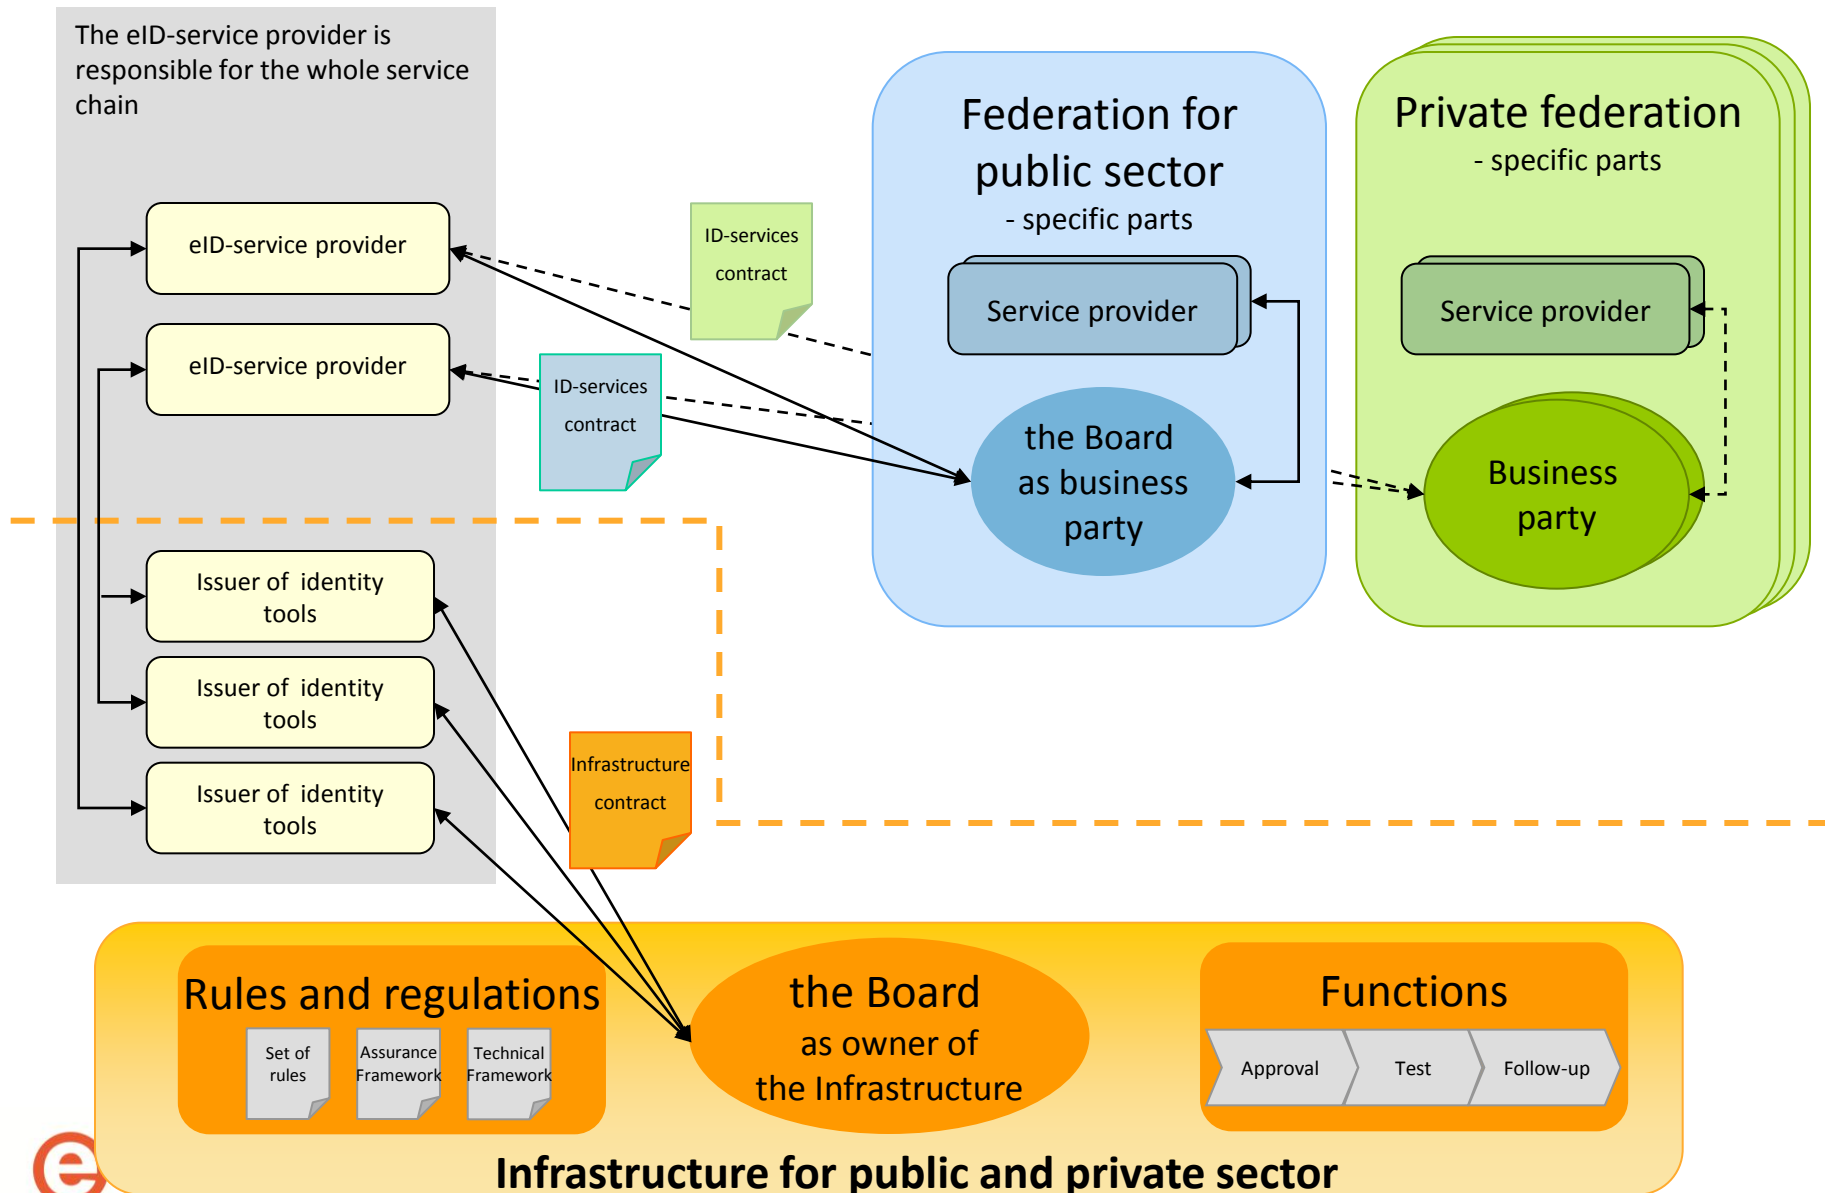 The eID-service provider is
responsible for the whole service
chain
eID-service provider
eID-service provider
Issuer of identity
tools
Issuer of identity
tools
Issuer of identity
tools
ID-services
contract
ID-services
contract
Infrastructure
contract
Federation for
public sector
- specific parts
Service provider
the Board
as business
party
Private federation
- specific parts
Service provider
Business
party
Rules and regulations
Set of
rules
Assurance
Framework
Technical
Framework
the Board
as owner of
the Infrastructure
Functions
Approval
Test
Follow-up
e
Infrastructure for public and private sector